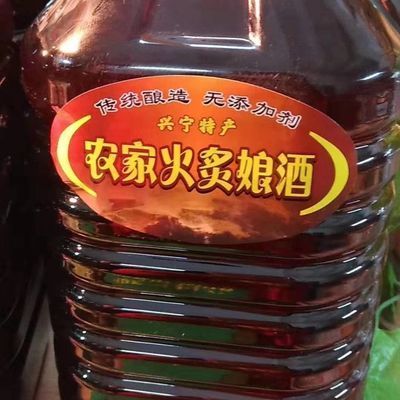 传统酿造 无添加剂
兴宁特产
农家火炙娘酒